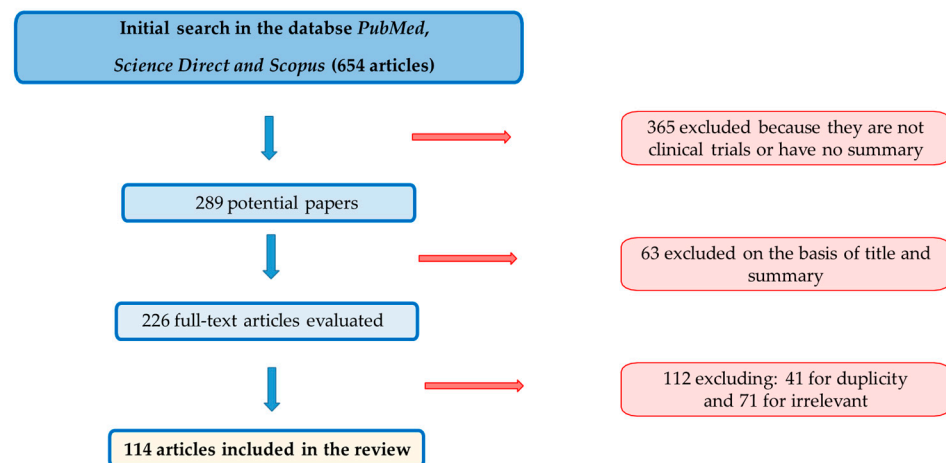 Initial search in the databse PubMed,
Science Direct and Scopus (654 articles)
365 excluded because they are not
clinical trials or have no summary
289 potential papers
63 excluded on the basis of title and
summary
226 full-text articles evaluated
112 excluding: 41 for duplicity
and 71 for irrelevant
114 articles included in the review